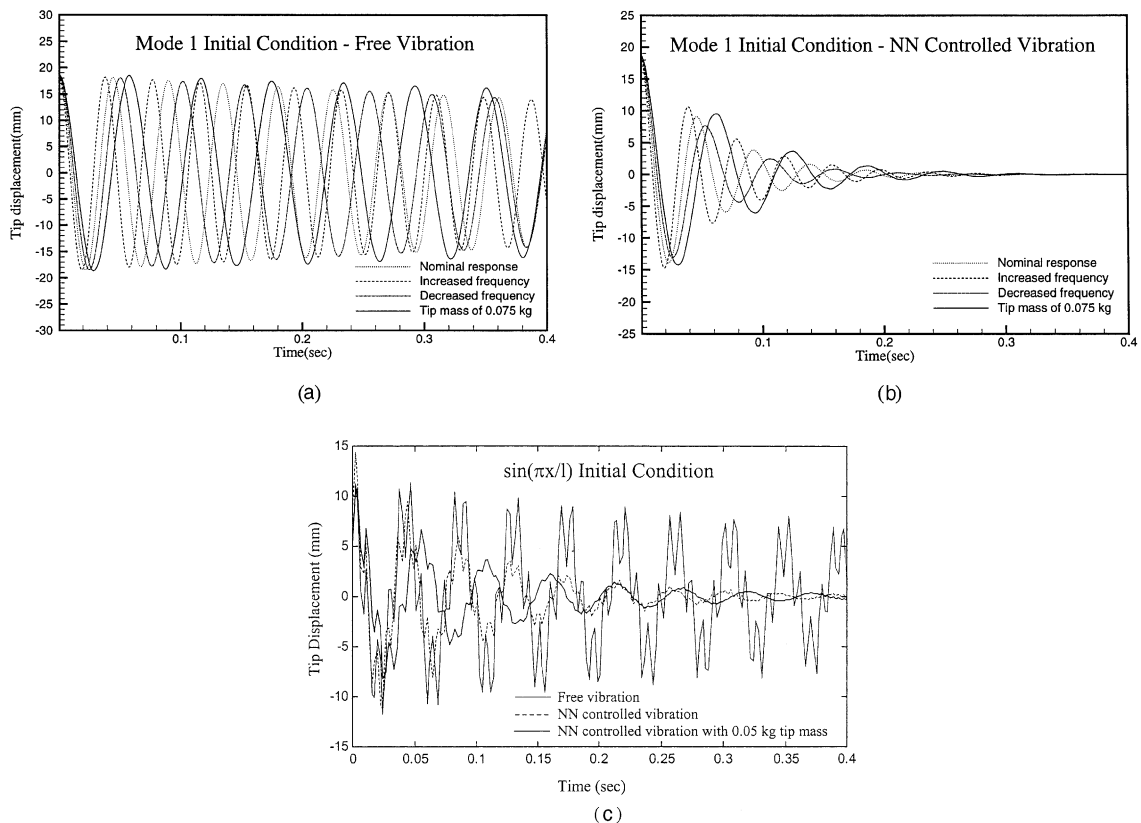 Mode 1 Initial Condition - Free Vibration
30
25
20
15
10
5
0
-5
-10
-15
-20
-25
-30
Tip displacement(mm)
Nominal response
Increased frequency
Decreased frequency
Tip mass of 0.075 kg
0.1
0.2
0.3
0.4
Time(sec)
(a)
Mode 1 Initial Condition - NN Controlled Vibration
25
20
15
10
5
0
-5
-10
-15
-20
-25
Tip displacement(mm)
Nominal response
Increased frequency
Decreased frequency
Tip mass of 0.075 kg
0.1
0.2
0.3
0.4
Time(sec)
(b)
sin(πx/l) Initial Condition
15
10
5
0
-5
-10
-15
Tip Displacement (mm)
Free vibration
NN controlled vibration
NN controlled vibration with 0.05 kg tip mass
0
0.05
0.1
0.15
0.2
0.25
0.3
0.35
0.4
Time (sec)
(c)